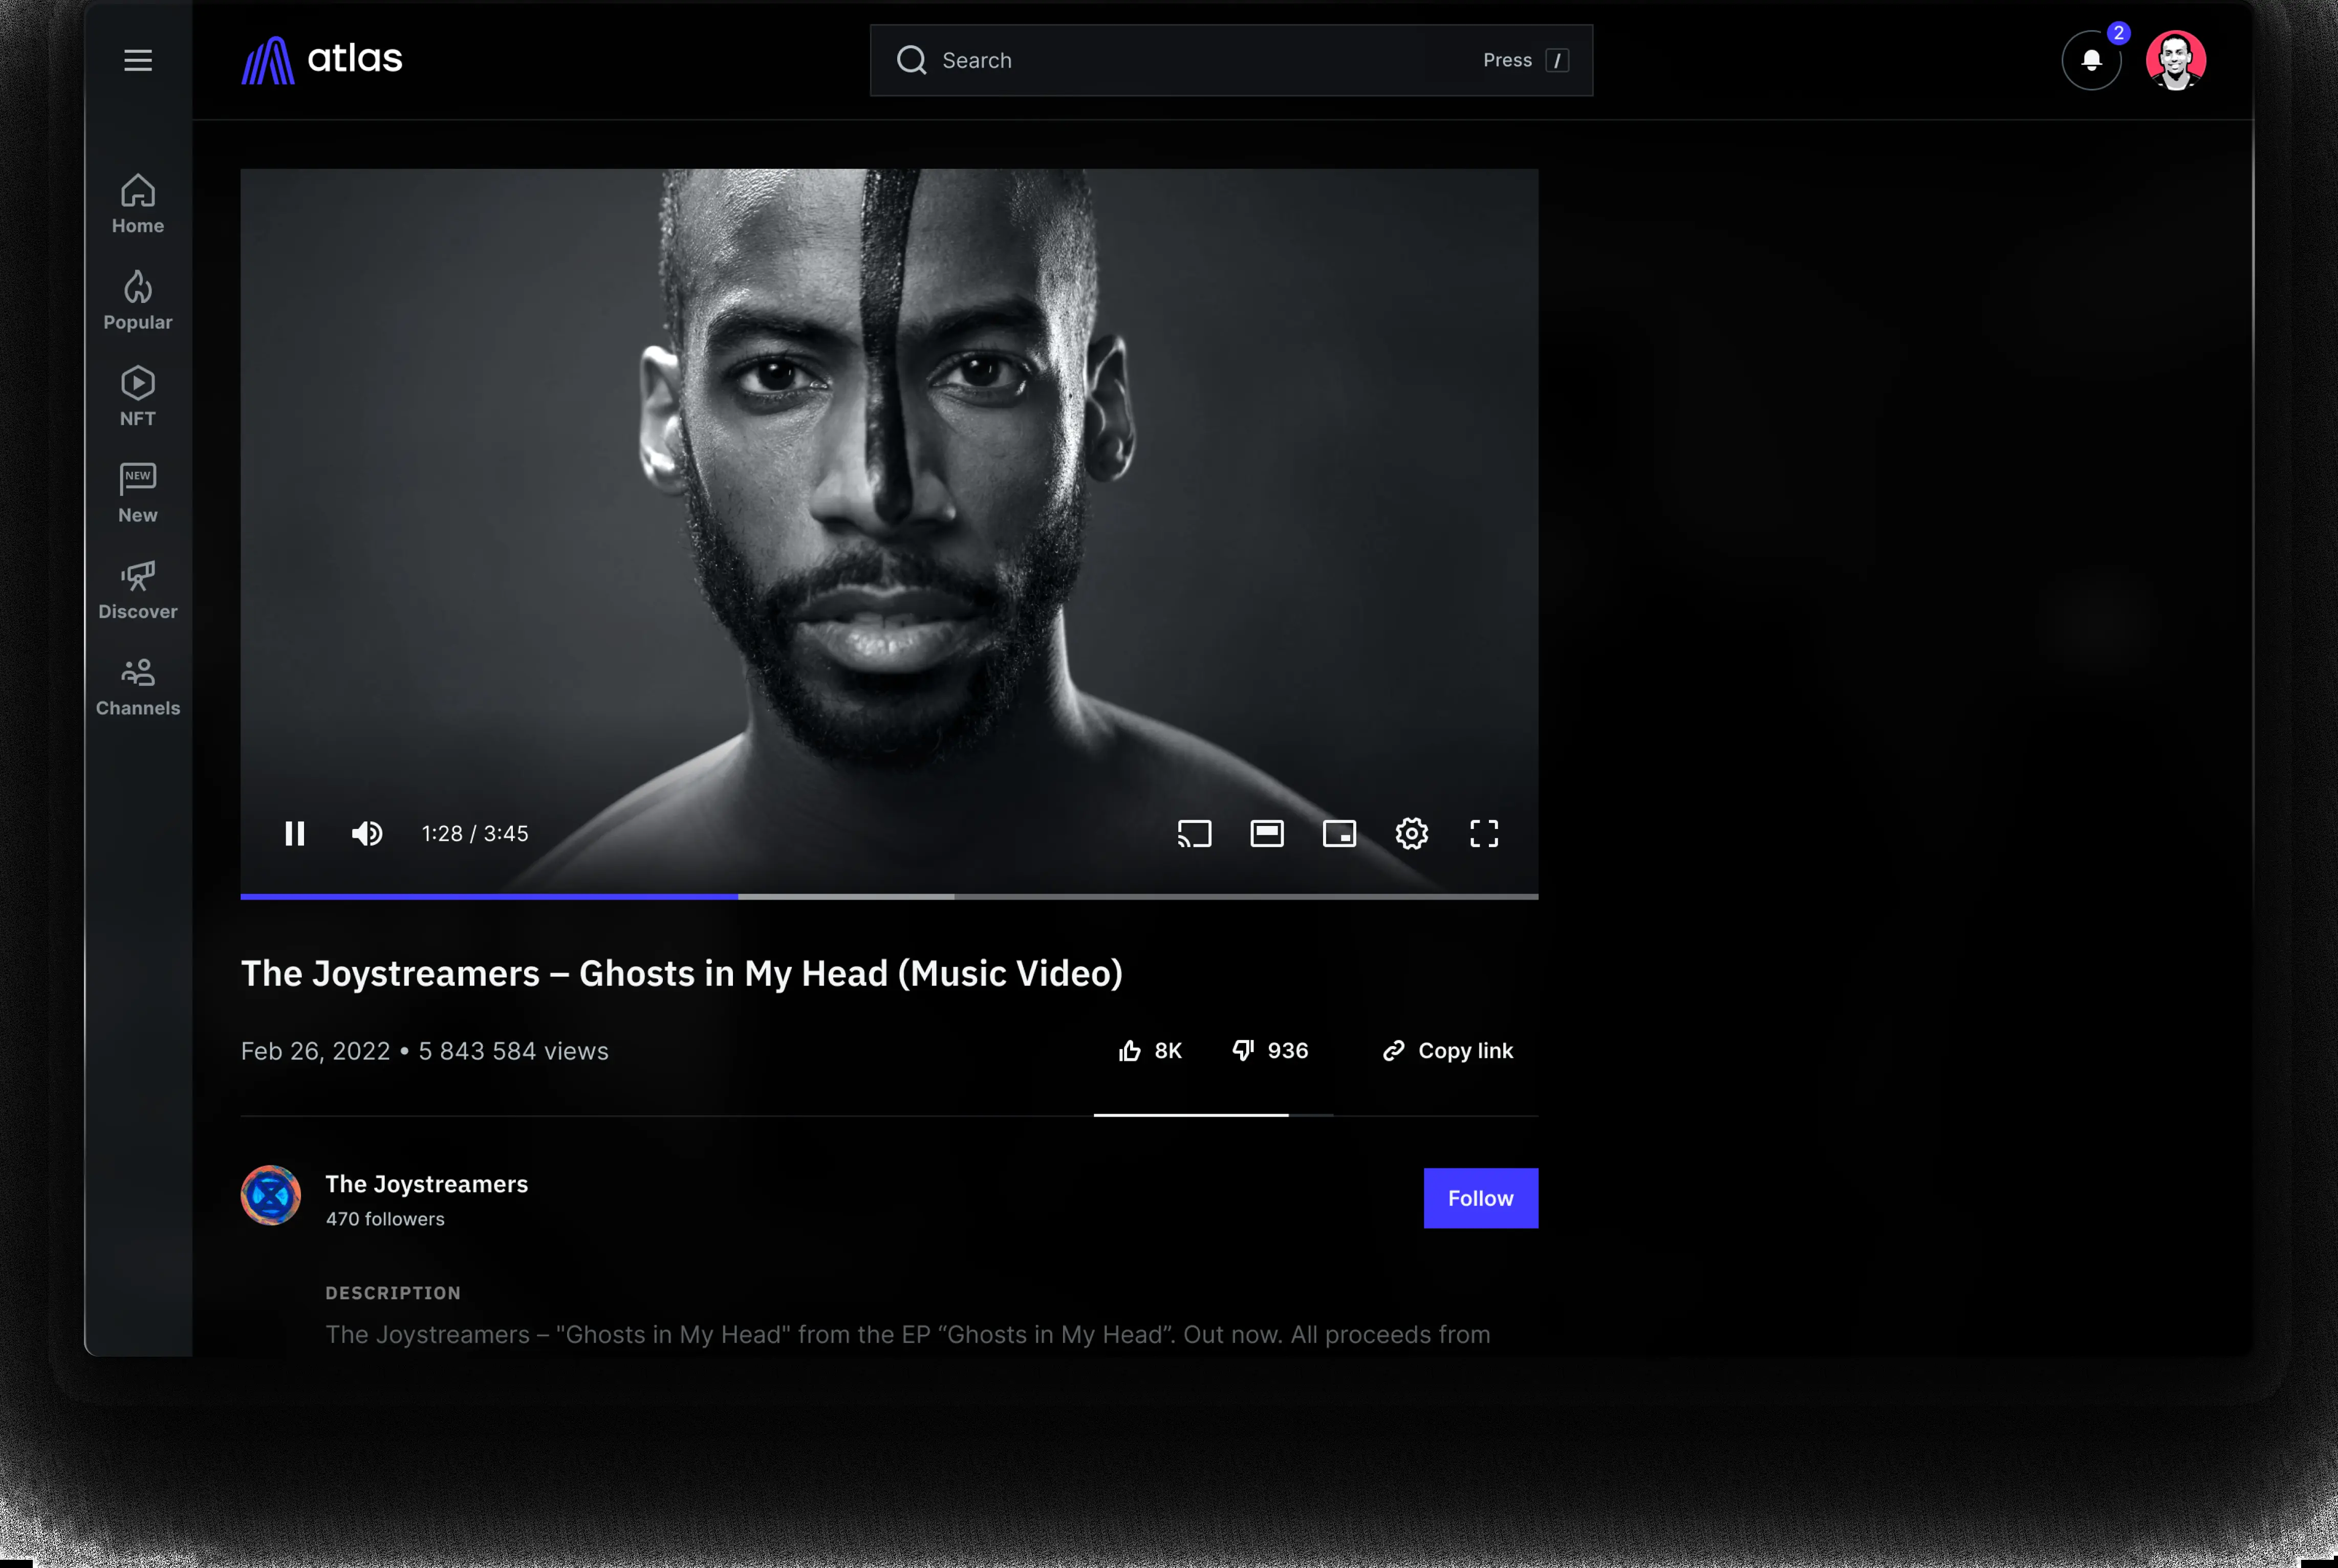 atlas
Search
Press /
2
Home
Popular
NFT
NEW
New
Discover
Channels
1:28 / 3:45
The Joystreamers – Ghosts in My Head (Music Video)
Feb 26, 2022 • 5 843 584 views
8K
936
Copy link
The Joystreamers
470 followers
Follow
DESCRIPTION
The Joystreamers – "Ghosts in My Head" from the EP “Ghosts in My Head”. Out now. All proceeds from